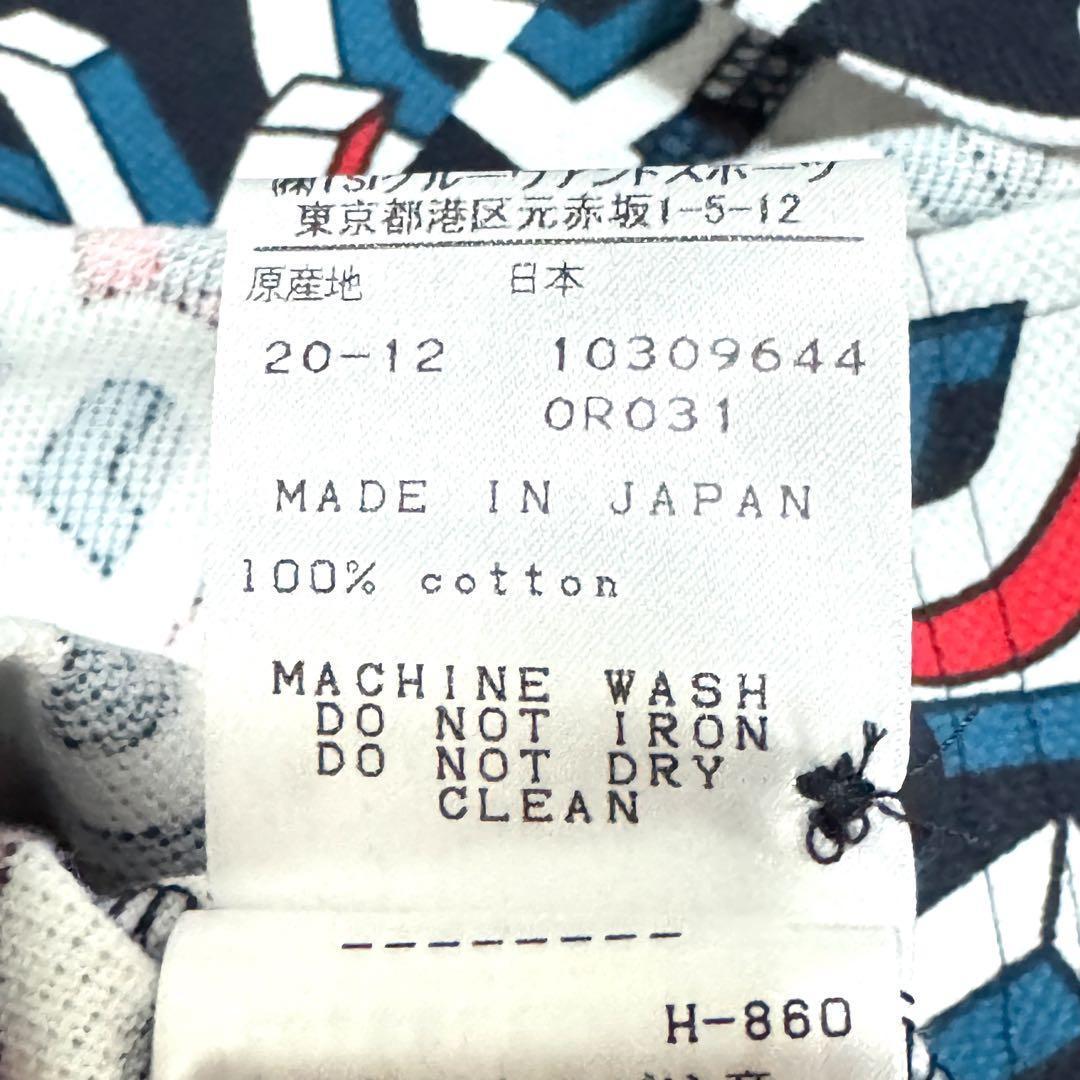 ㈱TSIグルーヴアンドスポーツ
東京都港区元赤坂1-5-12
原産地 日本
20-12 10309644
0R031
MADE IN JAPAN
100% cotton
MACHINE WASH
DO NOT IRON
DO NOT DRY
CLEAN
--------
H-860